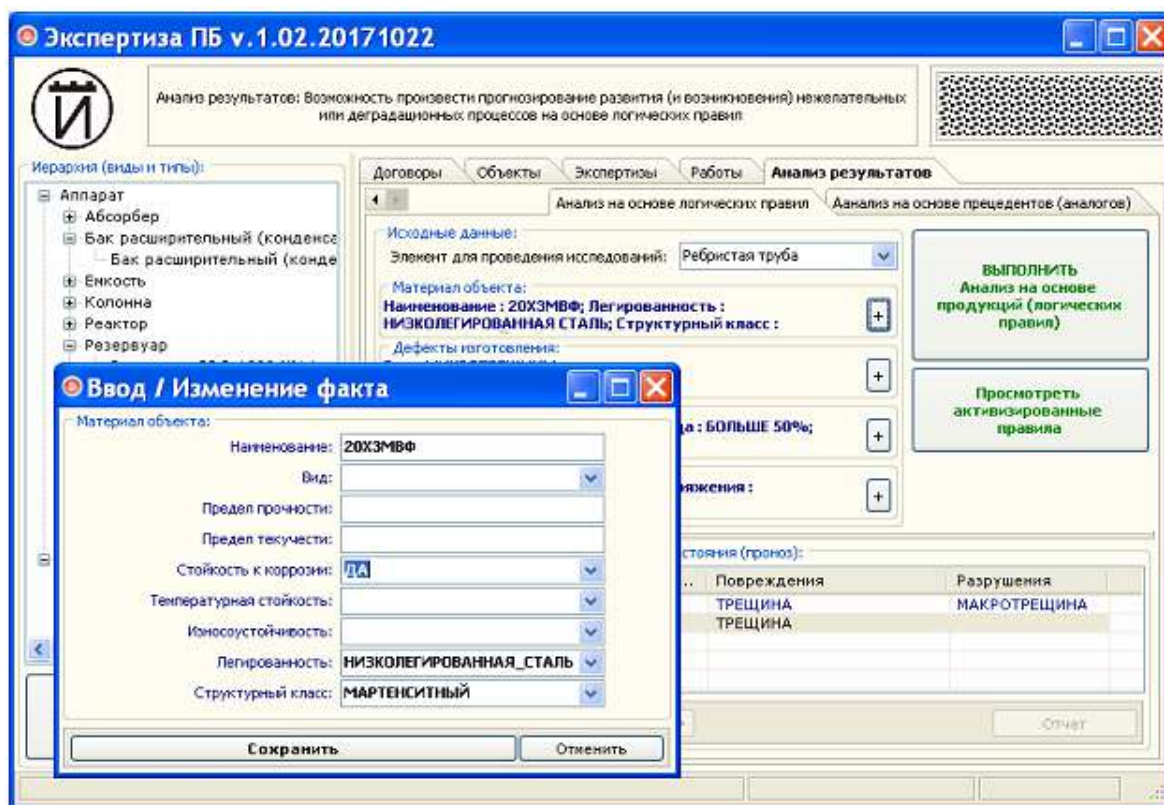 Экспертиза ПБ v.1.02.20171022
Анализ результатов: Возможность произвести прогнозирование развития (и возникновения) нежелательных
или деградационных процессов на основе логических правил
Иерархия (виды и типы):
Аппарат
Абсорбер
Бак расширительный (конденса
Бак расширительный (конде
Емкость
Колонна
Реактор
Резервуар
Договоры
Объекты
Экспертизы
Работы
Анализ результатов
Анализ на основе логических правил
Аанализ на основе прецедентов (аналогов)
Исходные данные:
Элемент для проведения исследований: Ребристая труба
Материал объекта:
Наименование : 20Х3МВФ; Легированность :
НИЗКОЛЕГИРОВАННАЯ СТАЛЬ; Структурный класс :
Дефекты изготовления:
да : БОЛЬШЕ 50%;
ряжения :
ВЫПОЛНИТЬ
Анализ на основе
продукций (логических
правил)
Просмотреть
активизированные
правила
стояния (прогноз):
.. Повреждения Разрушения
ТРЕЩИНА МАКРОТРЕЩИНА
ТРЕЩИНА
Отчет
Ввод / Изменение факта
Материал объекта:
Наименование: 20Х3МВФ
Вид:
Предел прочности:
Предел текучести:
Стойкость к коррозии: ДА
Температурная стойкость:
Износоустойчивость:
Легированность: НИЗКОЛЕГИРОВАННАЯ_СТАЛЬ
Структурный класс: МАРТЕНСИТНЫЙ
Сохранить
Отменить